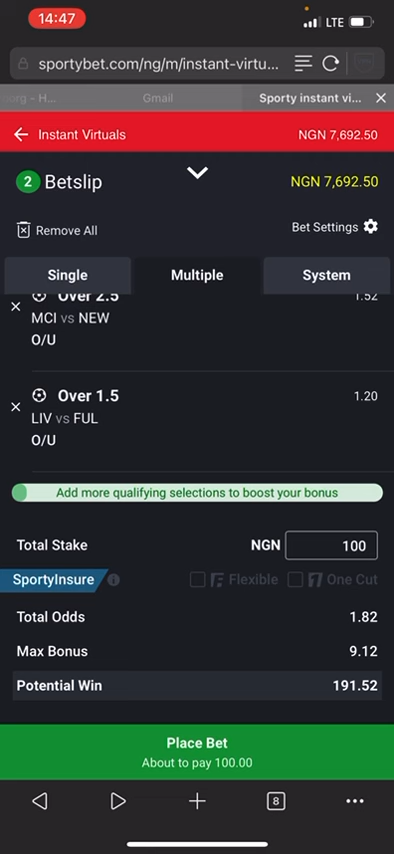 14:47
LTE
sportybet.com/ng/m/instant-virtu...
org - H...
Gmail
Sporty instant vi...
Instant Virtuals
NGN 7,692.50
2 Betslip
NGN 7,692.50
Remove All
Bet Settings
Single
Multiple
System
Over 2.5
1.52
MCI vs NEW
O/U
Over 1.5
1.20
LIV vs FUL
O/U
Add more qualifying selections to boost your bonus
Total Stake
NGN
100
SportyInsure
Flexible
One Cut
Total Odds
1.82
Max Bonus
9.12
Potential Win
191.52
Place Bet
About to pay 100.00
8